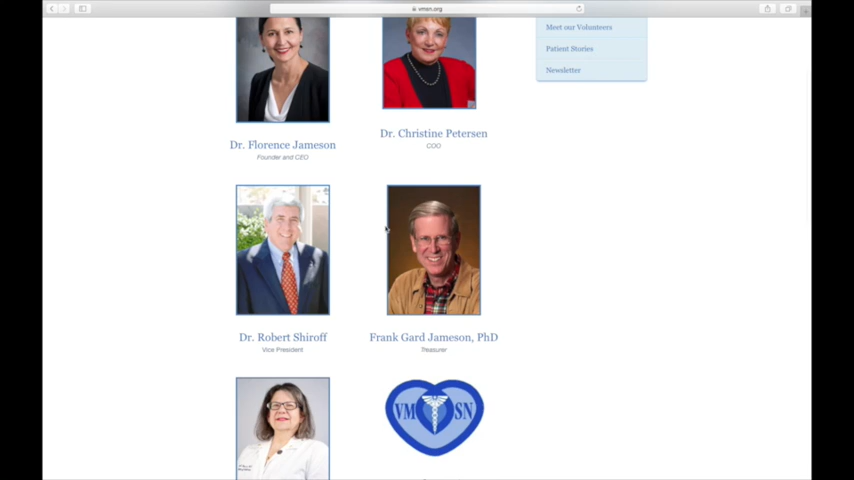 vmsn.org
Meet our Volunteers
Patient Stories
Newsletter
Dr. Florence Jameson
Founder and CEO
Dr. Christine Petersen
COO
Dr. Robert Shiroff
Vice President
Frank Gard Jameson, PhD
Treasurer
VM SN